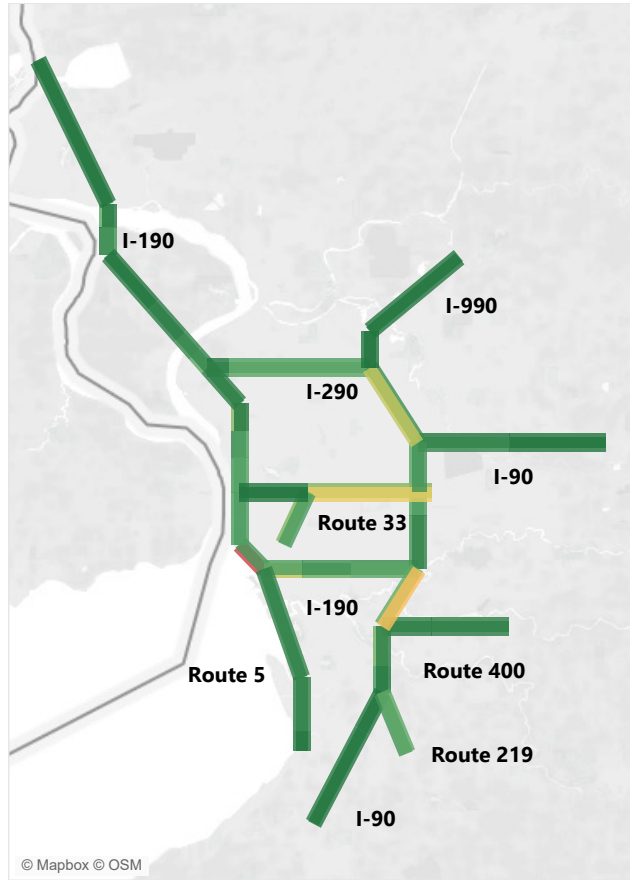 I-190
I-990
I-290
I-90
Route 33
I-190
Route 5
Route 400
Route 219
I-90
© Mapbox © OSM